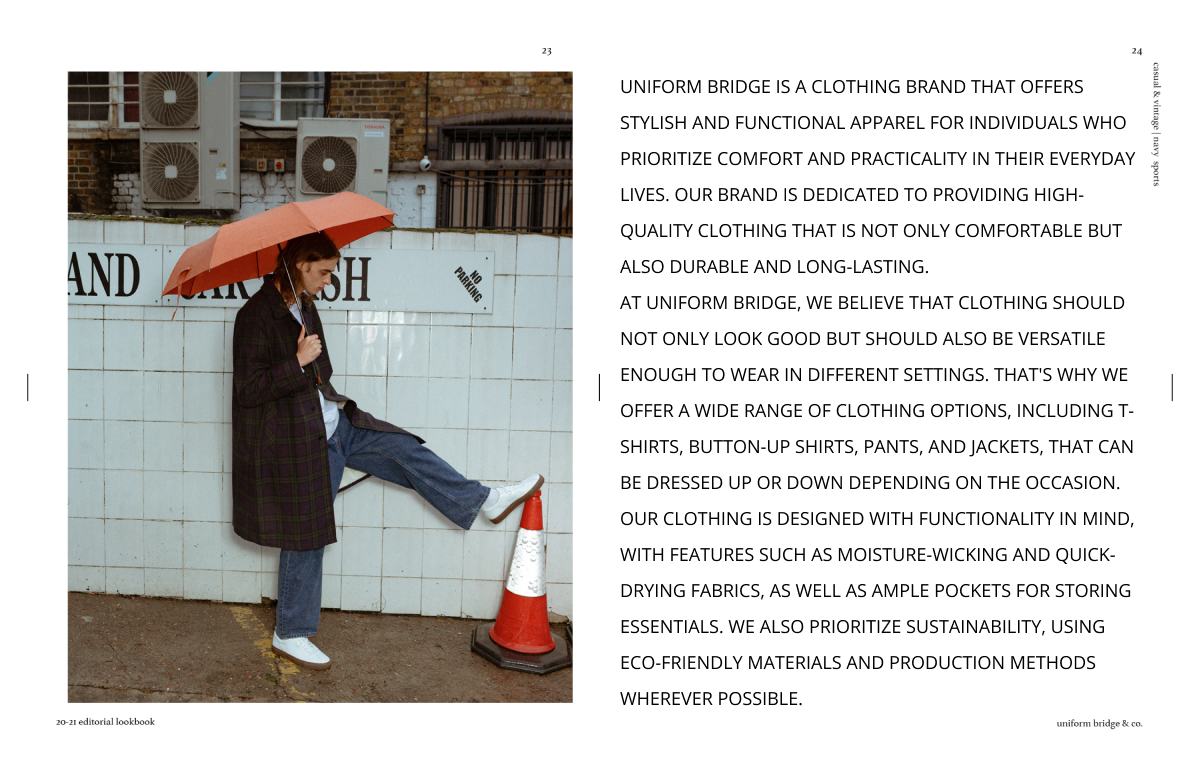 23
24
TOSHIBA
AND CAR WASH
NO
PARKING
UNIFORM BRIDGE IS A CLOTHING BRAND THAT OFFERS
STYLISH AND FUNCTIONAL APPAREL FOR INDIVIDUALS WHO
PRIORITIZE COMFORT AND PRACTICALITY IN THEIR EVERYDAY
LIVES. OUR BRAND IS DEDICATED TO PROVIDING HIGH-
QUALITY CLOTHING THAT IS NOT ONLY COMFORTABLE BUT
ALSO DURABLE AND LONG-LASTING.
AT UNIFORM BRIDGE, WE BELIEVE THAT CLOTHING SHOULD
NOT ONLY LOOK GOOD BUT SHOULD ALSO BE VERSATILE
ENOUGH TO WEAR IN DIFFERENT SETTINGS. THAT'S WHY WE
OFFER A WIDE RANGE OF CLOTHING OPTIONS, INCLUDING T-
SHIRTS, BUTTON-UP SHIRTS, PANTS, AND JACKETS, THAT CAN
BE DRESSED UP OR DOWN DEPENDING ON THE OCCASION.
OUR CLOTHING IS DESIGNED WITH FUNCTIONALITY IN MIND,
WITH FEATURES SUCH AS MOISTURE-WICKING AND QUICK-
DRYING FABRICS, AS WELL AS AMPLE POCKETS FOR STORING
ESSENTIALS. WE ALSO PRIORITIZE SUSTAINABILITY, USING
ECO-FRIENDLY MATERIALS AND PRODUCTION METHODS
WHEREVER POSSIBLE.
casual & vintage | navy sports
20-21 editorial lookbook
uniform bridge & co.